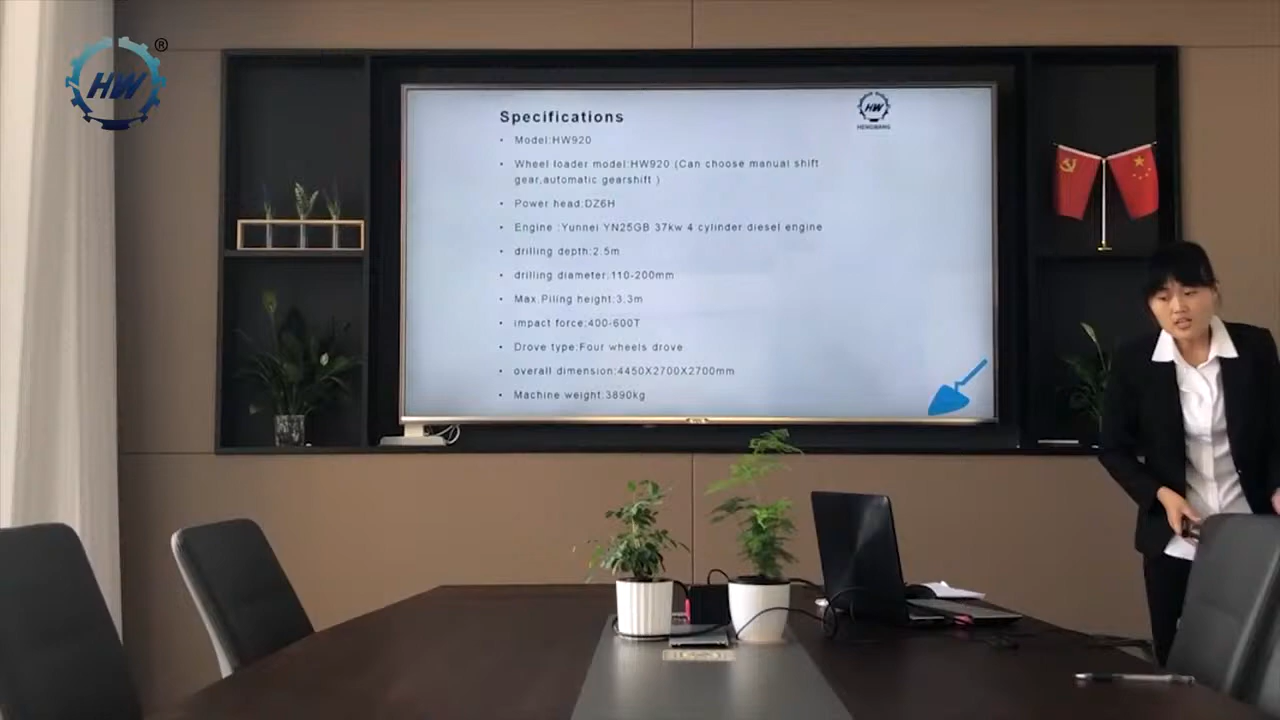 HW
®
Specifications
HW
HENGWANG
• Model:HW920
• Wheel loader model:HW920 (Can choose manual shift
gear,automatic gearshift )
• Power head:DZ6H
• Engine :Yunnei YN25GB 37kw 4 cylinder diesel engine
• drilling depth:2.5m
• drilling diameter:110-200mm
• Max.Piling height:3.3m
• impact force:400-600T
• Drove type:Four wheels drove
• overall dimension:4450X2700X2700mm
• Machine weight:3890kg